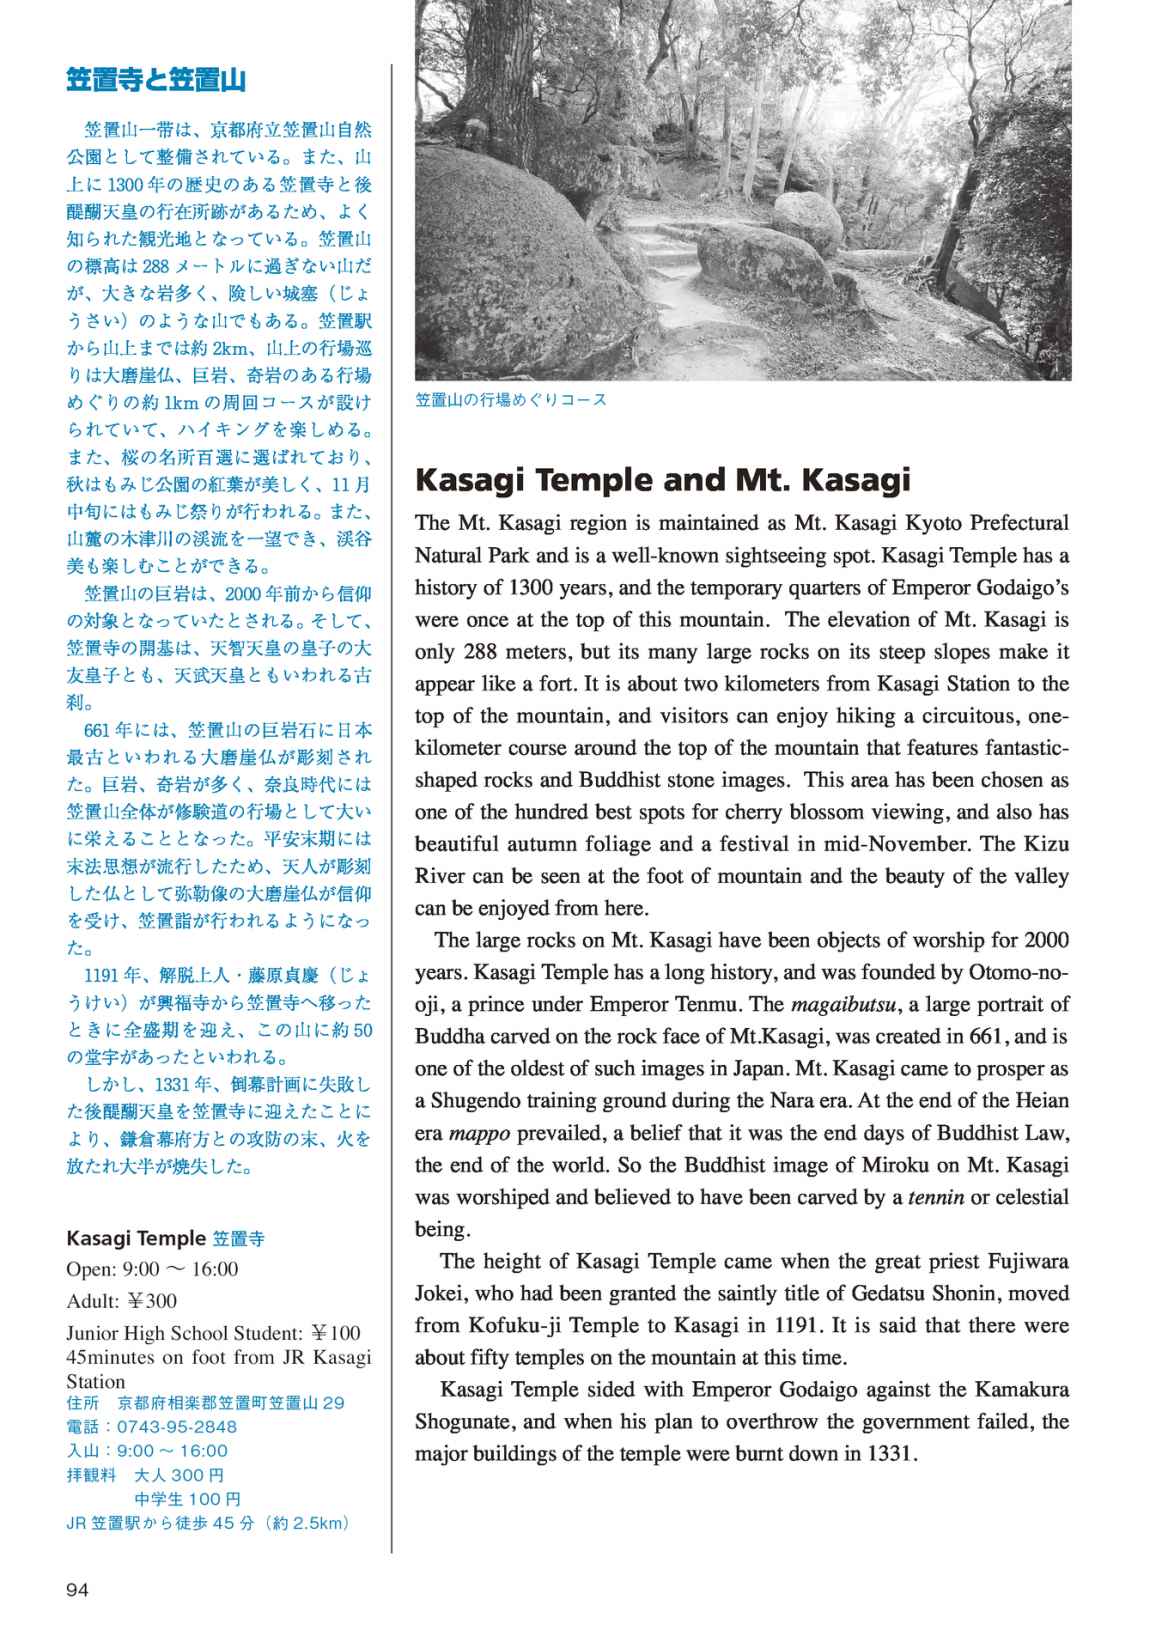 笠置寺と笠置山
笠置山一帯は、京都府立笠置山自然
公園として整備されている。また、山
上に 1300 年の歴史のある笠置寺と後
醍醐天皇の行在所跡があるため、よく
知られた観光地となっている。笠置山
の標高は 288 メートルに過ぎない山だ
が、大きな岩多く、険しい城塞（じょ
うさい）のような山でもある。笠置駅
から山上までは約 2km、山上の行場巡
りは大磨崖仏、巨岩、奇岩のある行場
めぐりの約 1km の周回コースが設け
られていて、ハイキングを楽しめる。
また、桜の名所百選に選ばれており、
秋はもみじ公園の紅葉が美しく、11 月
中旬にはもみじ祭りが行われる。また、
山麓の木津川の渓流を一望でき、渓谷
美も楽しむことができる。
笠置山の巨岩は、2000 年前から信仰
の対象となっていたとされる。そして、
笠置寺の開基は、天智天皇の皇子の大
友皇子とも、天武天皇ともいわれる古
刹。
661 年には、笠置山の巨岩石に日本
最古といわれる大磨崖仏が彫刻され
た。巨岩、奇岩が多く、奈良時代には
笠置山全体が修験道の行場として大い
に栄えることとなった。平安末期には
末法思想が流行したため、天人が彫刻
した仏として弥勒像の大磨崖仏が信仰
を受け、笠置詣が行われるようになっ
た。
1191 年、解脱上人・藤原貞慶（じょ
うけい）が興福寺から笠置寺へ移った
ときに全盛期を迎え、この山に約 50
の堂宇があったといわれる。
しかし、1331 年、倒幕計画に失敗し
た後醍醐天皇を笠置寺に迎えたことに
より、鎌倉幕府方との攻防の末、火を
放たれ大半が焼失した。
Kasagi Temple 笠置寺
Open: 9:00 〜 16:00
Adult: ￥300
Junior High School Student: ￥100
45minutes on foot from JR Kasagi
Station
住所　京都府相楽郡笠置町笠置山 29
電話：0743-95-2848
入山：9:00 〜 16:00
拝観料　大人 300 円
中学生 100 円
JR 笠置駅から徒歩 45 分（約 2.5km）
94
笠置山の行場めぐりコース
Kasagi Temple and Mt. Kasagi
The Mt. Kasagi region is maintained as Mt. Kasagi Kyoto Prefectural
Natural Park and is a well-known sightseeing spot. Kasagi Temple has a
history of 1300 years, and the temporary quarters of Emperor Godaigo's
were once at the top of this mountain.  The elevation of Mt. Kasagi is
only 288 meters, but its many large rocks on its steep slopes make it
appear like a fort. It is about two kilometers from Kasagi Station to the
top of the mountain, and visitors can enjoy hiking a circuitous, one-
kilometer course around the top of the mountain that features fantastic-
shaped rocks and Buddhist stone images.  This area has been chosen as
one of the hundred best spots for cherry blossom viewing, and also has
beautiful autumn foliage and a festival in mid-November. The Kizu
River can be seen at the foot of mountain and the beauty of the valley
can be enjoyed from here.
The large rocks on Mt. Kasagi have been objects of worship for 2000
years. Kasagi Temple has a long history, and was founded by Otomo-no-
oji, a prince under Emperor Tenmu. The magaibutsu, a large portrait of
Buddha carved on the rock face of Mt.Kasagi, was created in 661, and is
one of the oldest of such images in Japan. Mt. Kasagi came to prosper as
a Shugendo training ground during the Nara era. At the end of the Heian
era mappo prevailed, a belief that it was the end days of Buddhist Law,
the end of the world. So the Buddhist image of Miroku on Mt. Kasagi
was worshiped and believed to have been carved by a tennin or celestial
being.
The height of Kasagi Temple came when the great priest Fujiwara
Jokei, who had been granted the saintly title of Gedatsu Shonin, moved
from Kofuku-ji Temple to Kasagi in 1191. It is said that there were
about fifty temples on the mountain at this time.
Kasagi Temple sided with Emperor Godaigo against the Kamakura
Shogunate, and when his plan to overthrow the government failed, the
major buildings of the temple were burnt down in 1331.